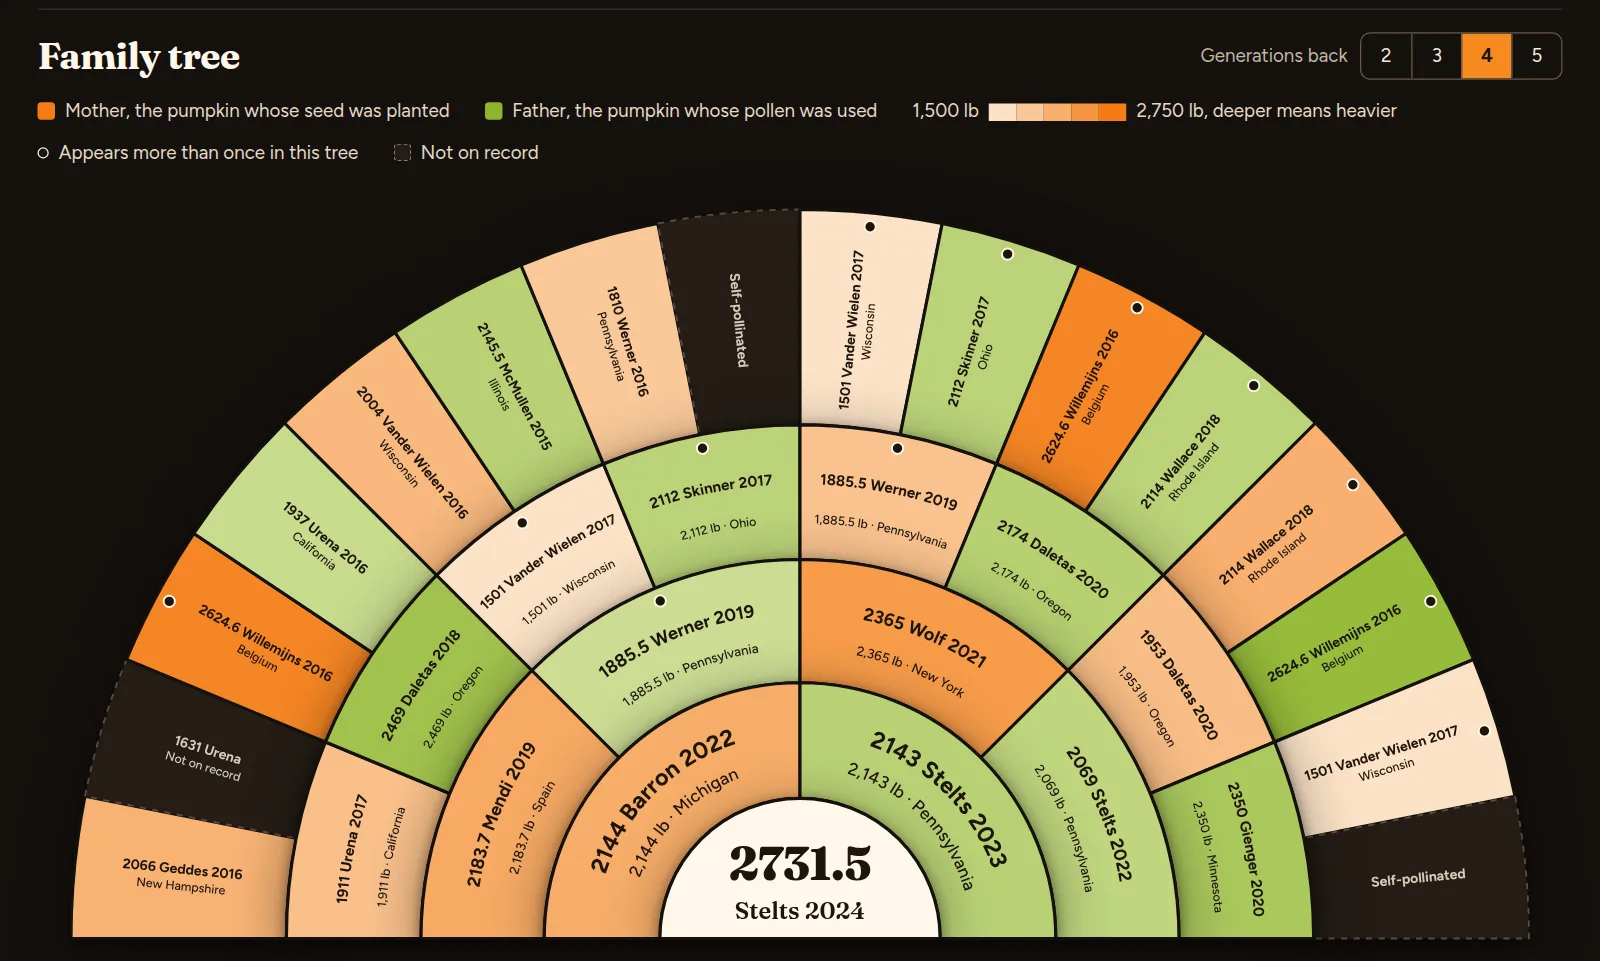 Family tree
Generations back
2
3
4
5
Mother, the pumpkin whose seed was planted
Father, the pumpkin whose pollen was used
1,500 lb
2,750 lb, deeper means heavier
Appears more than once in this tree
Not on record
2066 Geddes 2016
New Hampshire
1631 Urena
Not on record
2624.6 Willemijns 2016
Belgium
1937 Urena 2016
California
2004 Vander Wielen 2016
Wisconsin
2145.5 McMullen 2015
Illinois
1810 Werner 2016
Pennsylvania
Self-pollinated
1501 Vander Wielen 2017
Wisconsin
2112 Skinner 2017
Ohio
2624.6 Willemijns 2016
Belgium
2114 Wallace 2018
Rhode Island
2114 Wallace 2018
Rhode Island
2624.6 Willemijns 2016
Belgium
1501 Vander Wielen 2017
Wisconsin
Self-pollinated
1911 Urena 2017
1,911 lb · California
2469 Daletas 2018
2,469 lb · Oregon
1501 Vander Wielen 2017
1,501 lb · Wisconsin
2112 Skinner 2017
2,112 lb · Ohio
1885.5 Werner 2019
1,885.5 lb · Pennsylvania
2174 Daletas 2020
2,174 lb · Oregon
1953 Daletas 2020
1,953 lb · Oregon
2350 Gienger 2020
2,350 lb · Minnesota
2183.7 Mendi 2019
2,183.7 lb · Spain
1885.5 Werner 2019
1,885.5 lb · Pennsylvania
2365 Wolf 2021
2,365 lb · New York
2069 Stelts 2022
2,069 lb · Pennsylvania
2144 Barron 2022
2,144 lb · Michigan
2143 Stelts 2023
2,143 lb · Pennsylvania
2731.5
Stelts 2024